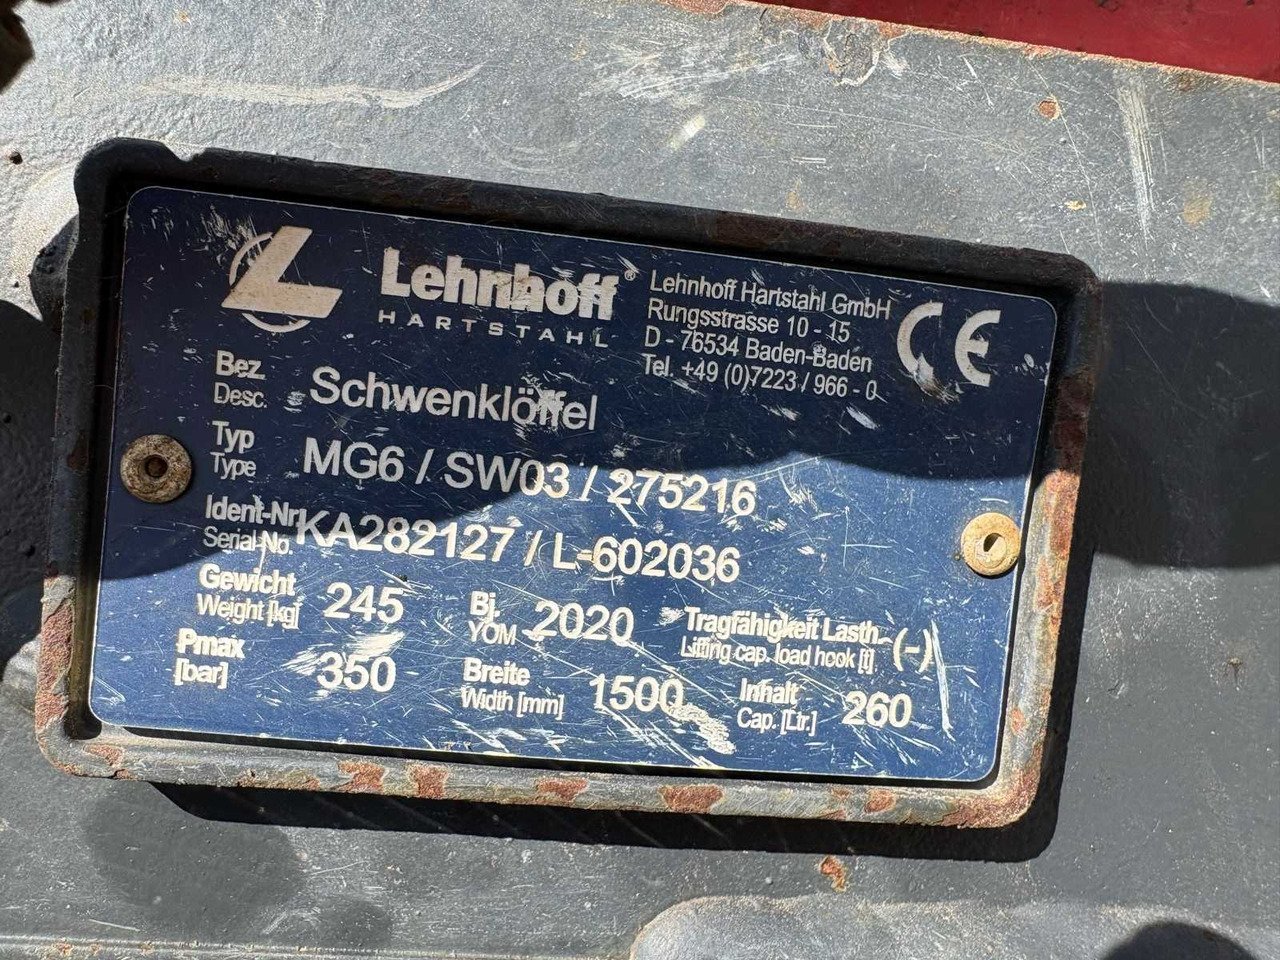 Lehnhoff®
HARTSTAHL
Lehnhoff Hartstahl GmbH
Rungsstrasse 10 - 15
D - 76534 Baden-Baden
Tel. +49 (0)7223 / 966 - 0
CE
Bez.
Desc.
Schwenklöffel
Typ
Type
MG6 / SW03 / 275216
Ident-Nr.
Serial-No.
KA282127 / L-602036
Gewicht
Weight [kg]
245
Bj.
YOM
2020
Tragfähigkeit Lasth.
Lifting cap. load hook [t]
(-)
Pmax
[bar]
350
Breite
Width [mm]
1500
Inhalt
Cap. [Ltr.]
260